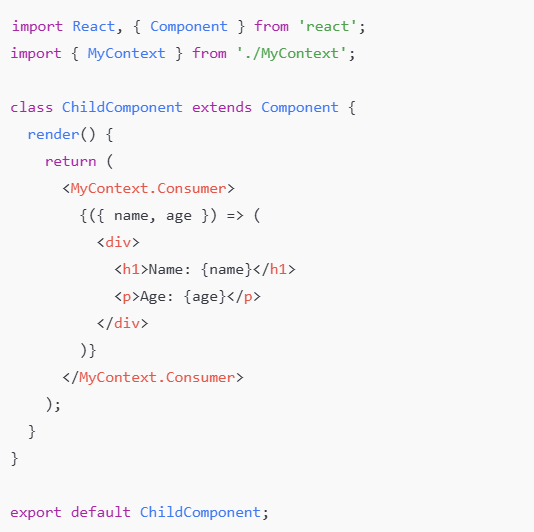 import React, { Component } from 'react';
import { MyContext } from './MyContext';

class ChildComponent extends Component {
  render() {
    return (
      <MyContext.Consumer>
        {({ name, age }) => (
          <div>
            <h1>Name: {name}</h1>
            <p>Age: {age}</p>
          </div>
        )}
      </MyContext.Consumer>
    );
  }
}

export default ChildComponent;